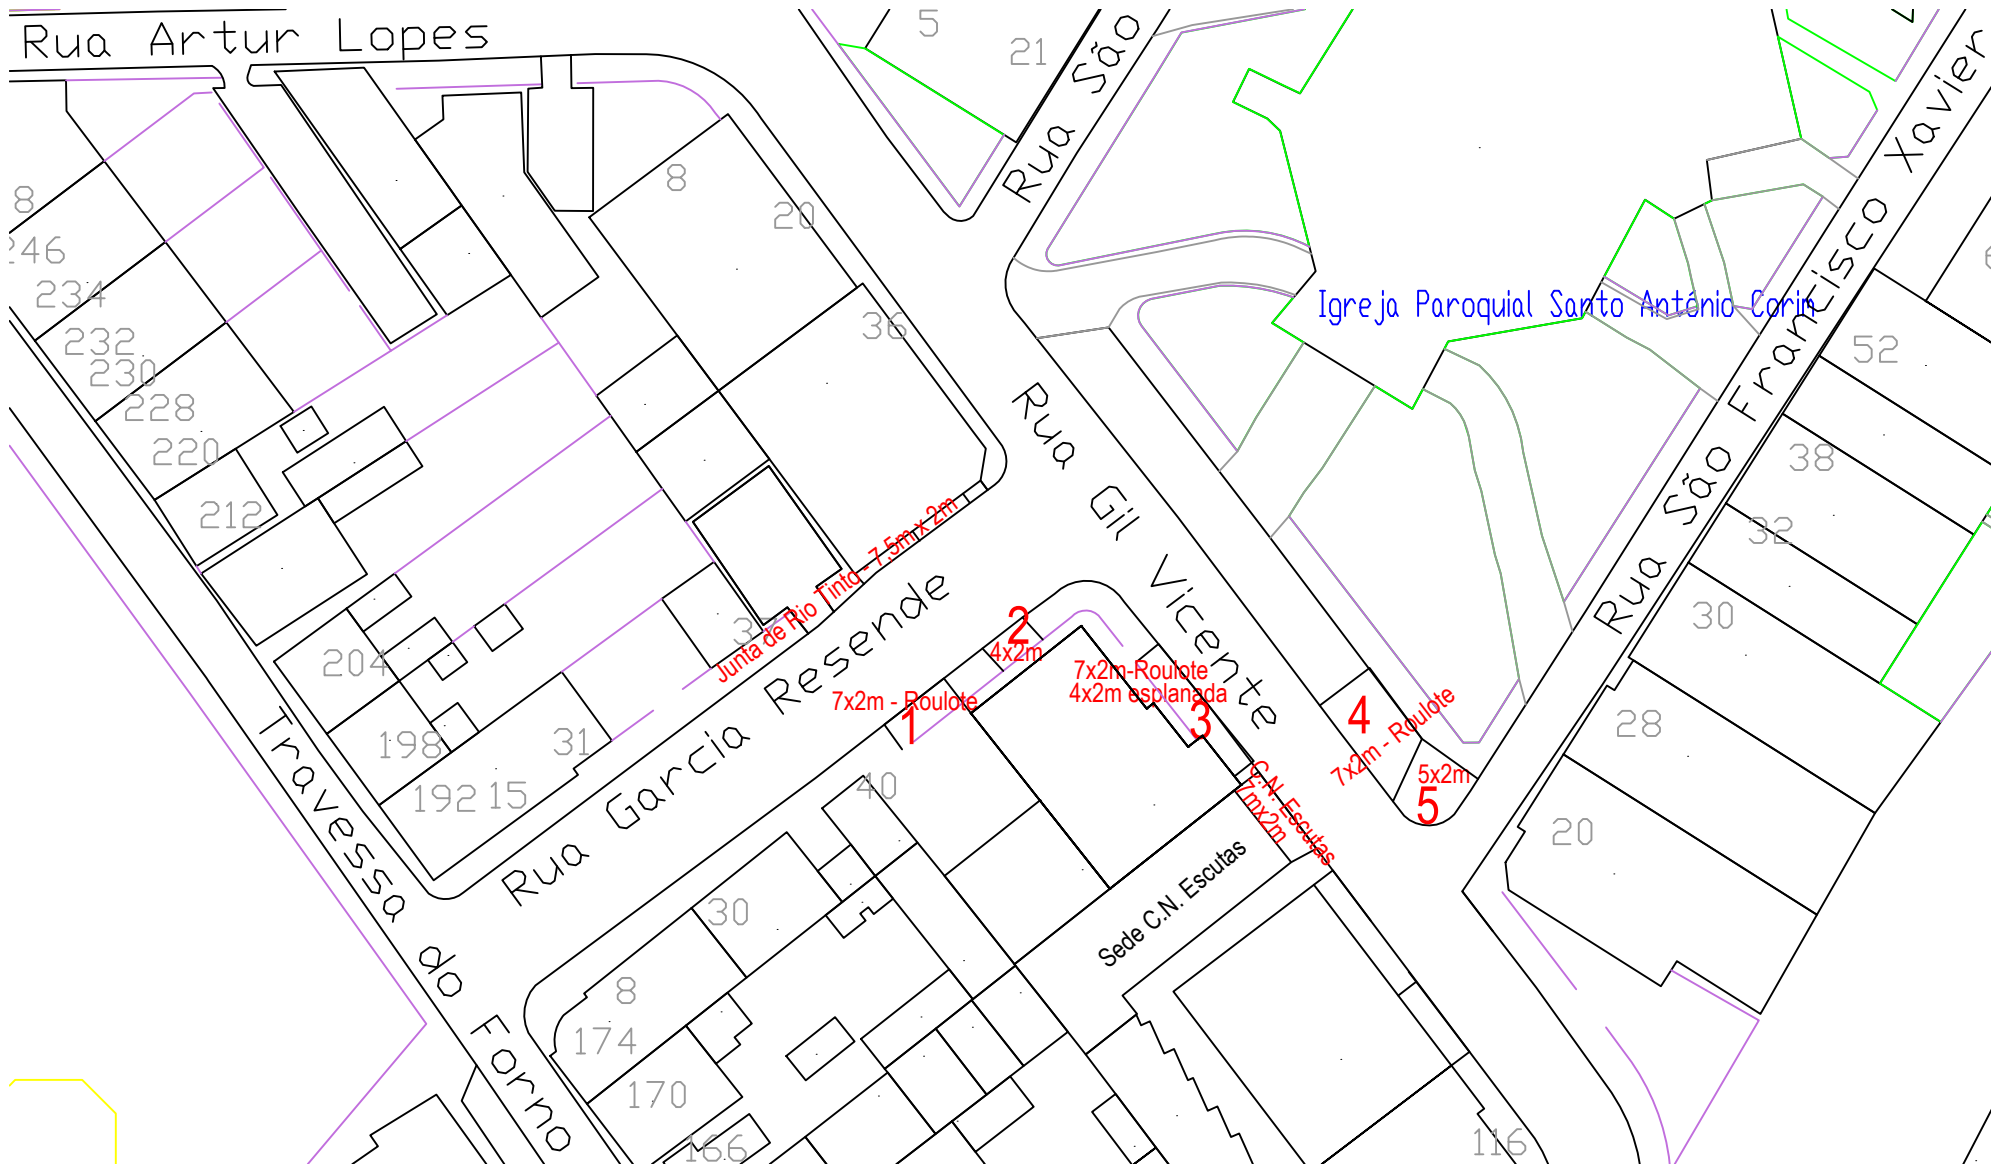 Rua Artur Lopes
5
21
Rua São
8
20
8
246
234
232
230
228
220
212
36
Igreja Paroquial Santo António Corim
Rua São Francisco Xavier
52
38
32
30
28
20
Rua Gil Vicente
Junta de Rio Tinto - 7,5m x 2m
Rua Garcia Resende
2
4x2m
7x2m - Roulote
1
7x2m-Roulote
4x2m esplanada
3
4
7x2m - Roulote
5x2m
5
C.N. Escutas
7mx2m
Sede C.N. Escutas
204
198
31
192
15
40
30
8
174
170
166
116
Travessa do Forno